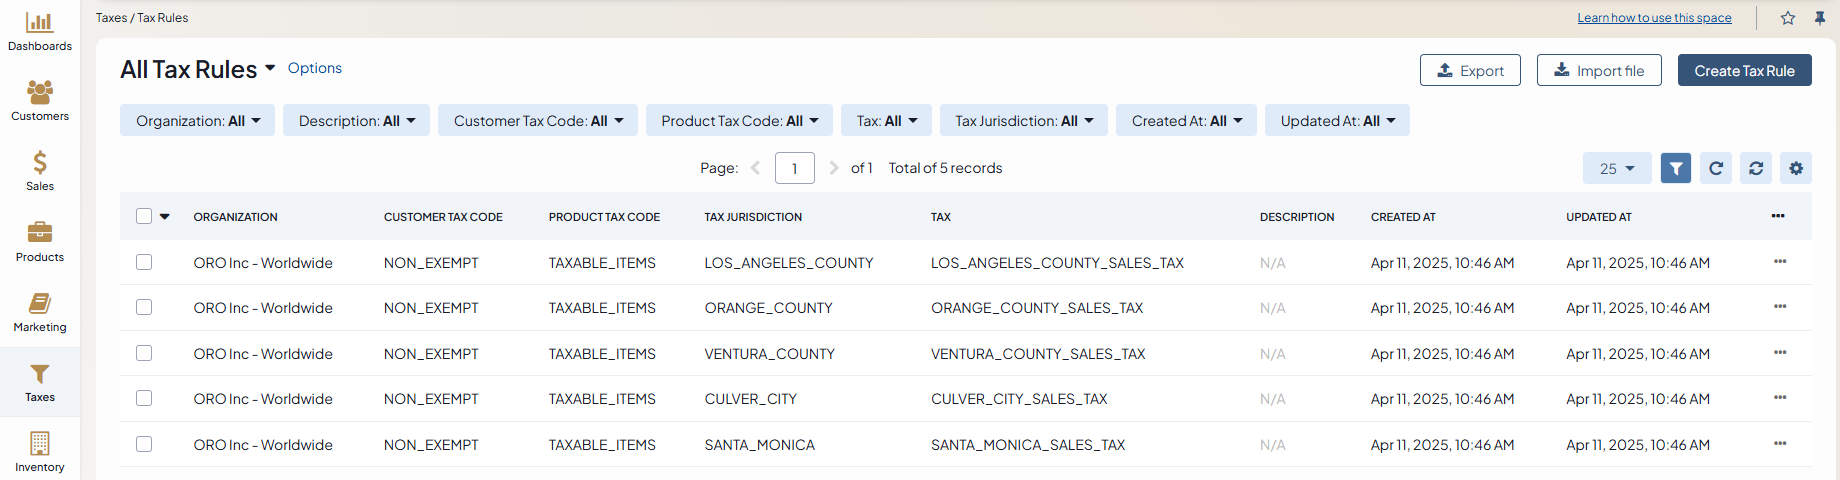 Taxes / Tax Rules
Learn how to use this space
Dashboards
Customers
Sales
Products
Marketing
Taxes
Inventory
All Tax Rules Options
Export Import file Create Tax Rule
Organization: All Description: All Customer Tax Code: All Product Tax Code: All Tax: All Tax Jurisdiction: All Created At: All Updated At: All
Page: 1 of 1 Total of 5 records 25
ORGANIZATION CUSTOMER TAX CODE PRODUCT TAX CODE TAX JURISDICTION TAX DESCRIPTION CREATED AT UPDATED AT
ORO Inc - Worldwide NON_EXEMPT TAXABLE_ITEMS LOS_ANGELES_COUNTY LOS_ANGELES_COUNTY_SALES_TAX N/A Apr 11, 2025, 10:46 AM Apr 11, 2025, 10:46 AM
ORO Inc - Worldwide NON_EXEMPT TAXABLE_ITEMS ORANGE_COUNTY ORANGE_COUNTY_SALES_TAX N/A Apr 11, 2025, 10:46 AM Apr 11, 2025, 10:46 AM
ORO Inc - Worldwide NON_EXEMPT TAXABLE_ITEMS VENTURA_COUNTY VENTURA_COUNTY_SALES_TAX N/A Apr 11, 2025, 10:46 AM Apr 11, 2025, 10:46 AM
ORO Inc - Worldwide NON_EXEMPT TAXABLE_ITEMS CULVER_CITY CULVER_CITY_SALES_TAX N/A Apr 11, 2025, 10:46 AM Apr 11, 2025, 10:46 AM
ORO Inc - Worldwide NON_EXEMPT TAXABLE_ITEMS SANTA_MONICA SANTA_MONICA_SALES_TAX N/A Apr 11, 2025, 10:46 AM Apr 11, 2025, 10:46 AM